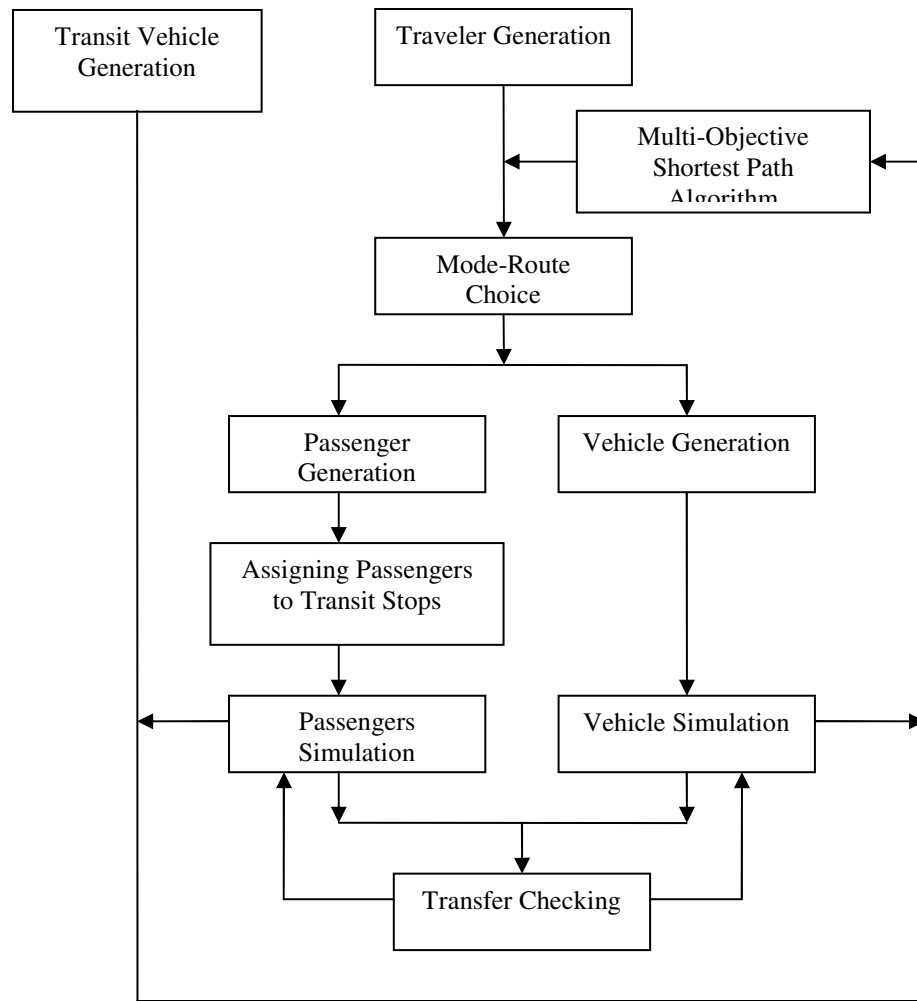 Transit Vehicle
Generation
Traveler Generation
Multi-Objective
Shortest Path
Algorithm
Mode-Route
Choice
Passenger
Generation
Vehicle Generation
Assigning Passengers
to Transit Stops
Passengers
Simulation
Vehicle Simulation
Transfer Checking